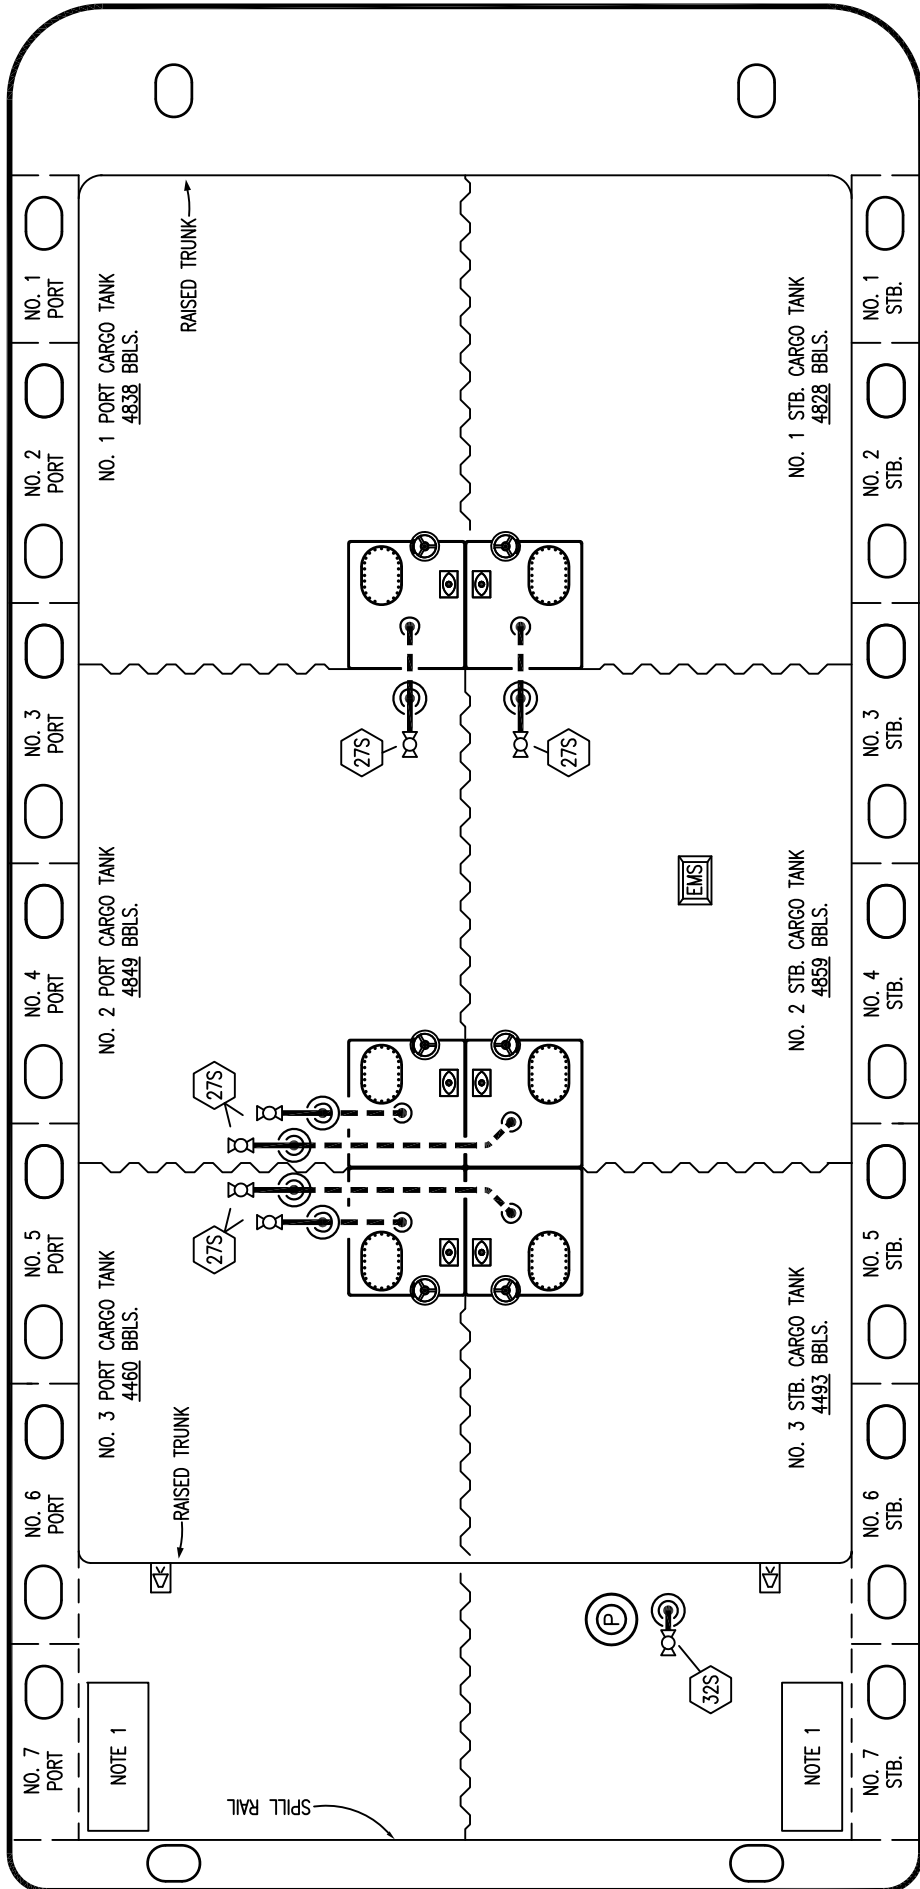 RAISED TRUNK
NO. 1
PORT
NO. 1 PORT CARGO TANK
4838 BBLS.
NO. 1 STB. CARGO TANK
4828 BBLS.
NO. 1
STB.
NO. 2
PORT
NO. 2
STB.
NO. 3
PORT
27S
27S
NO. 3
STB.
EMS
NO. 4
PORT
NO. 2 PORT CARGO TANK
4849 BBLS.
NO. 2 STB. CARGO TANK
4859 BBLS.
NO. 4
STB.
27S
27S
NO. 5
PORT
NO. 3 PORT CARGO TANK
4460 BBLS.
NO. 3 STB. CARGO TANK
4493 BBLS.
NO. 5
STB.
RAISED TRUNK
NO. 6
PORT
NO. 6
STB.
P
32S
NO. 7
PORT
NOTE 1
SPILL RAIL
NOTE 1
NO. 7
STB.